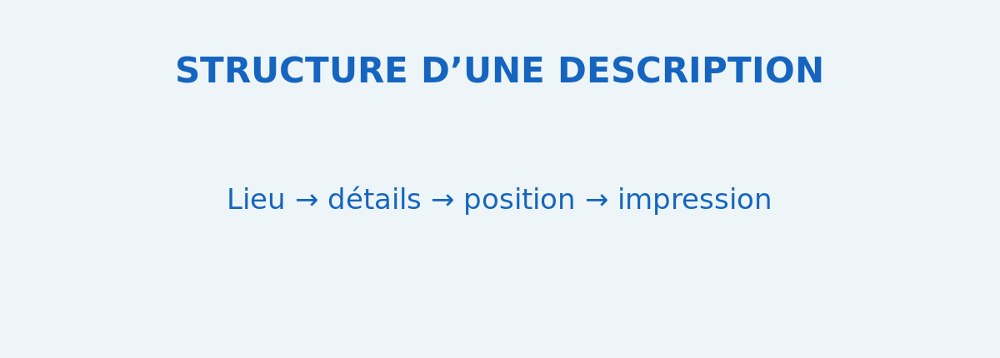 STRUCTURE D’UNE DESCRIPTION
Lieu → détails → position → impression